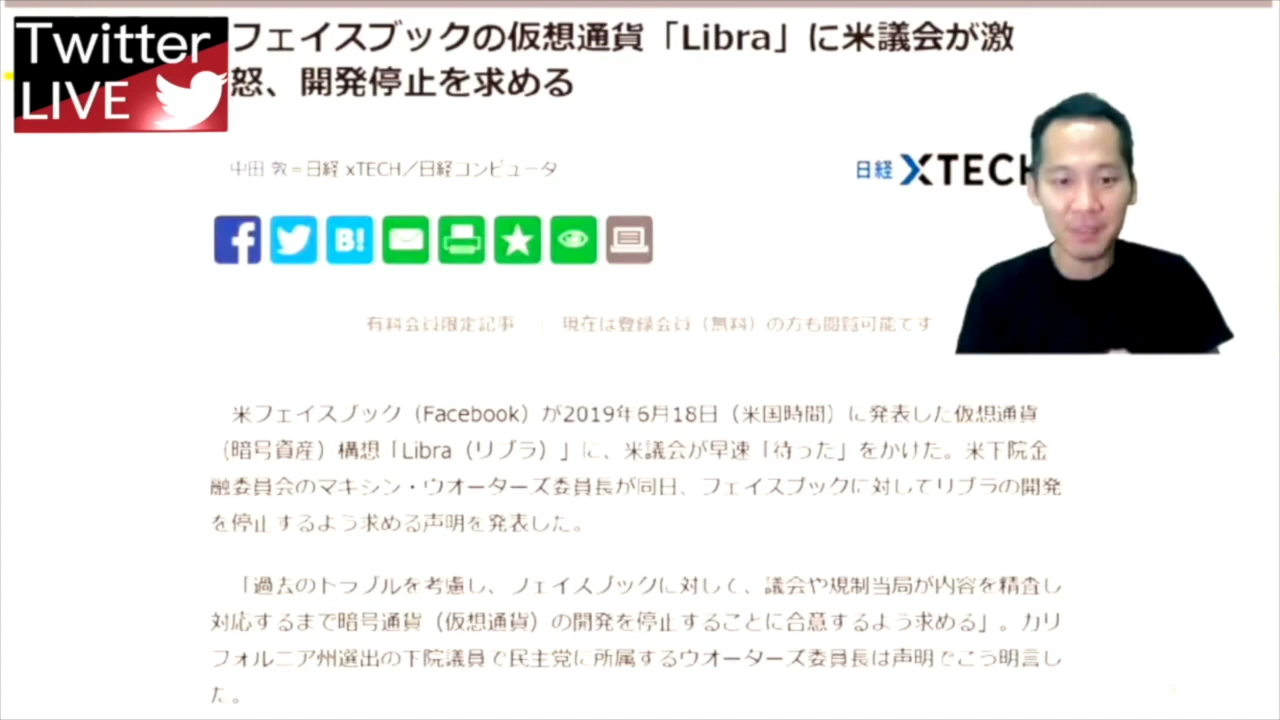 Twitter
LIVE
フェイスブックの仮想通貨「Libra」に米議会が激
怒、開発停止を求める
中田 敦＝日経 xTECH／日経コンピュータ
日経 XTECH
B!
有料会員限定記事 | 現在は登録会員（無料）の方も閲覧可能です
米フェイスブック（Facebook）が2019年6月18日（米国時間）に発表した仮想通貨
（暗号資産）構想「Libra（リブラ）」に、米議会が早速「待った」をかけた。米下院金
融委員会のマキシン・ウオーターズ委員長が同日、フェイスブックに対してリブラの開発
を停止するよう求める声明を発表した。
「過去のトラブルを考慮し、フェイスブックに対して、議会や規制当局が内容を精査し
対応するまで暗号通貨（仮想通貨）の開発を停止することに合意するよう求める」。カリ
フォルニア州選出の下院議員で民主党に所属するウオーターズ委員長は声明でこう明言し
た。